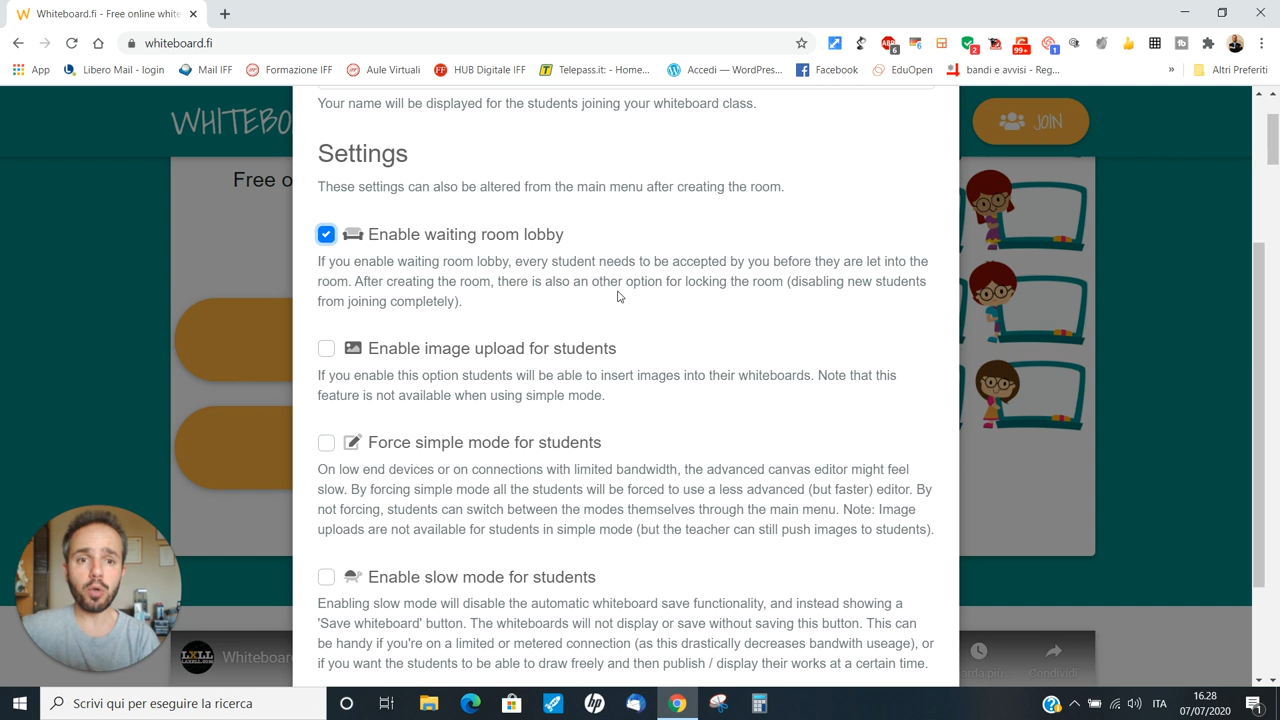 Whiteboard.fi - Free online white
whiteboard.fi
6
6
2
99+
1
App
Libero Mail - login
Mail IFF
Formazione IFF
Aule Virtuali
HUB Digitale IFF
Telepass.it: - Home...
Accedi — WordPres...
Facebook
EduOpen
bandi e avvisi - Reg...
»
Altri Preferiti
WHITEBO
JOIN
Free o
Your name will be displayed for the students joining your whiteboard class.
Settings
These settings can also be altered from the main menu after creating the room.
Enable waiting room lobby
If you enable waiting room lobby, every student needs to be accepted by you before they are let into the
room. After creating the room, there is also an other option for locking the room (disabling new students
from joining completely).
Enable image upload for students
If you enable this option students will be able to insert images into their whiteboards. Note that this
feature is not available when using simple mode.
Force simple mode for students
On low end devices or on connections with limited bandwidth, the advanced canvas editor might feel
slow. By forcing simple mode all the students will be forced to use a less advanced (but faster) editor. By
not forcing, students can switch between the modes themselves through the main menu. Note: Image
uploads are not available for students in simple mode (but the teacher can still push images to students).
Enable slow mode for students
Enabling slow mode will disable the automatic whiteboard save functionality, and instead showing a
'Save whiteboard' button. The whiteboards will not display or save without saving this button. This can
be handy if you're on a limited or metered connection (as this drastically decreases bandwith useage), or
if you want the students to be able to draw freely and then publish / display their works at a certain time.
LXLL
Whiteboard
arda più...
Condividi
Scrivi qui per eseguire la ricerca
ITA
16.28
07/07/2020
1